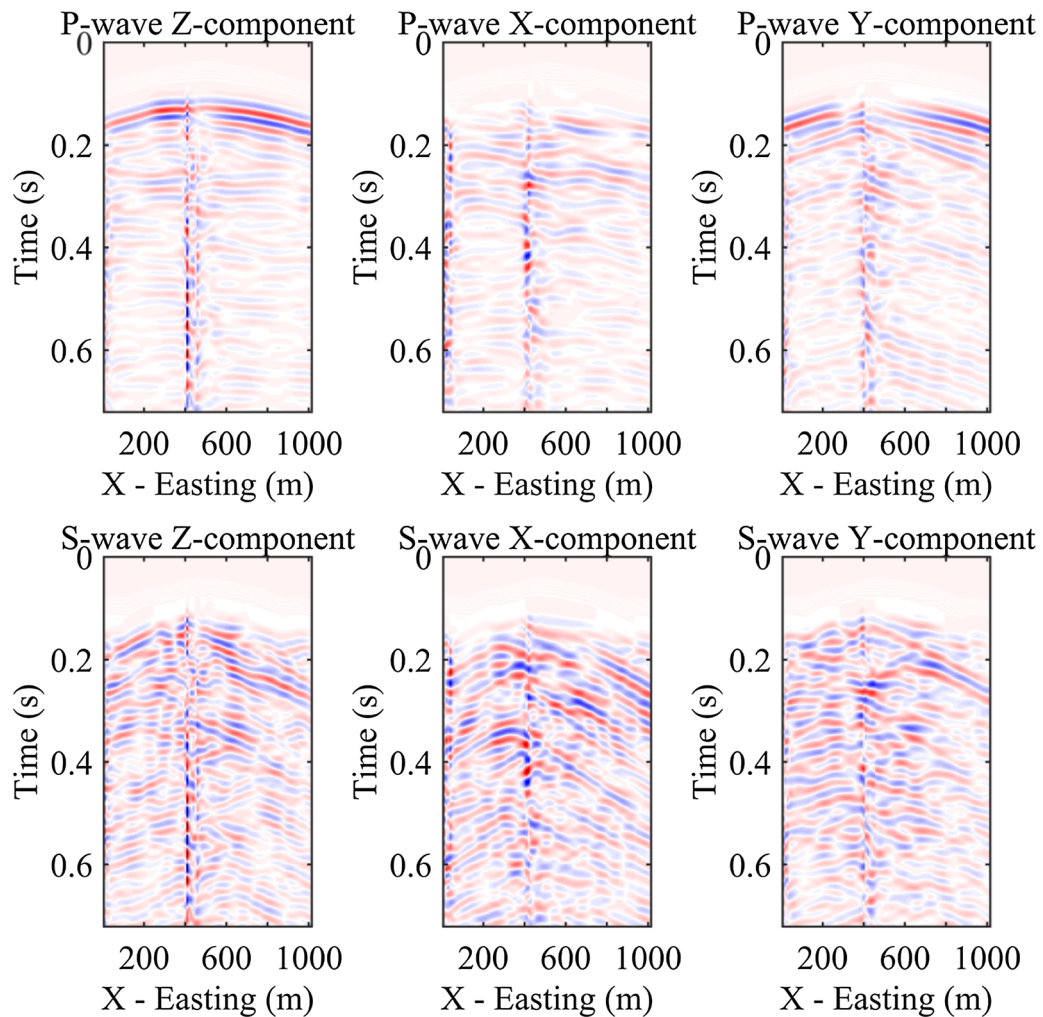 P-wave Z-component
P-wave X-component
P-wave Y-component
0
0.2
0.4
0.6
Time (s)
200 600 1000
X - Easting (m)
0
0.2
0.4
0.6
Time (s)
200 600 1000
X - Easting (m)
0
0.2
0.4
0.6
Time (s)
200 600 1000
X - Easting (m)
S-wave Z-component
S-wave X-component
S-wave Y-component
0
0.2
0.4
0.6
Time (s)
200 600 1000
X - Easting (m)
0
0.2
0.4
0.6
Time (s)
200 600 1000
X - Easting (m)
0
0.2
0.4
0.6
Time (s)
200 600 1000
X - Easting (m)